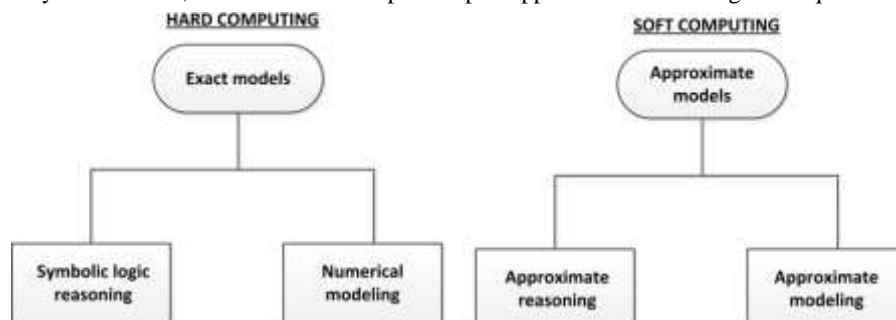 HARD COMPUTING
Exact models
Symbolic logic
reasoning
Numerical
modeling
SOFT COMPUTING
Approximate
models
Approximate
reasoning
Approximate
modeling